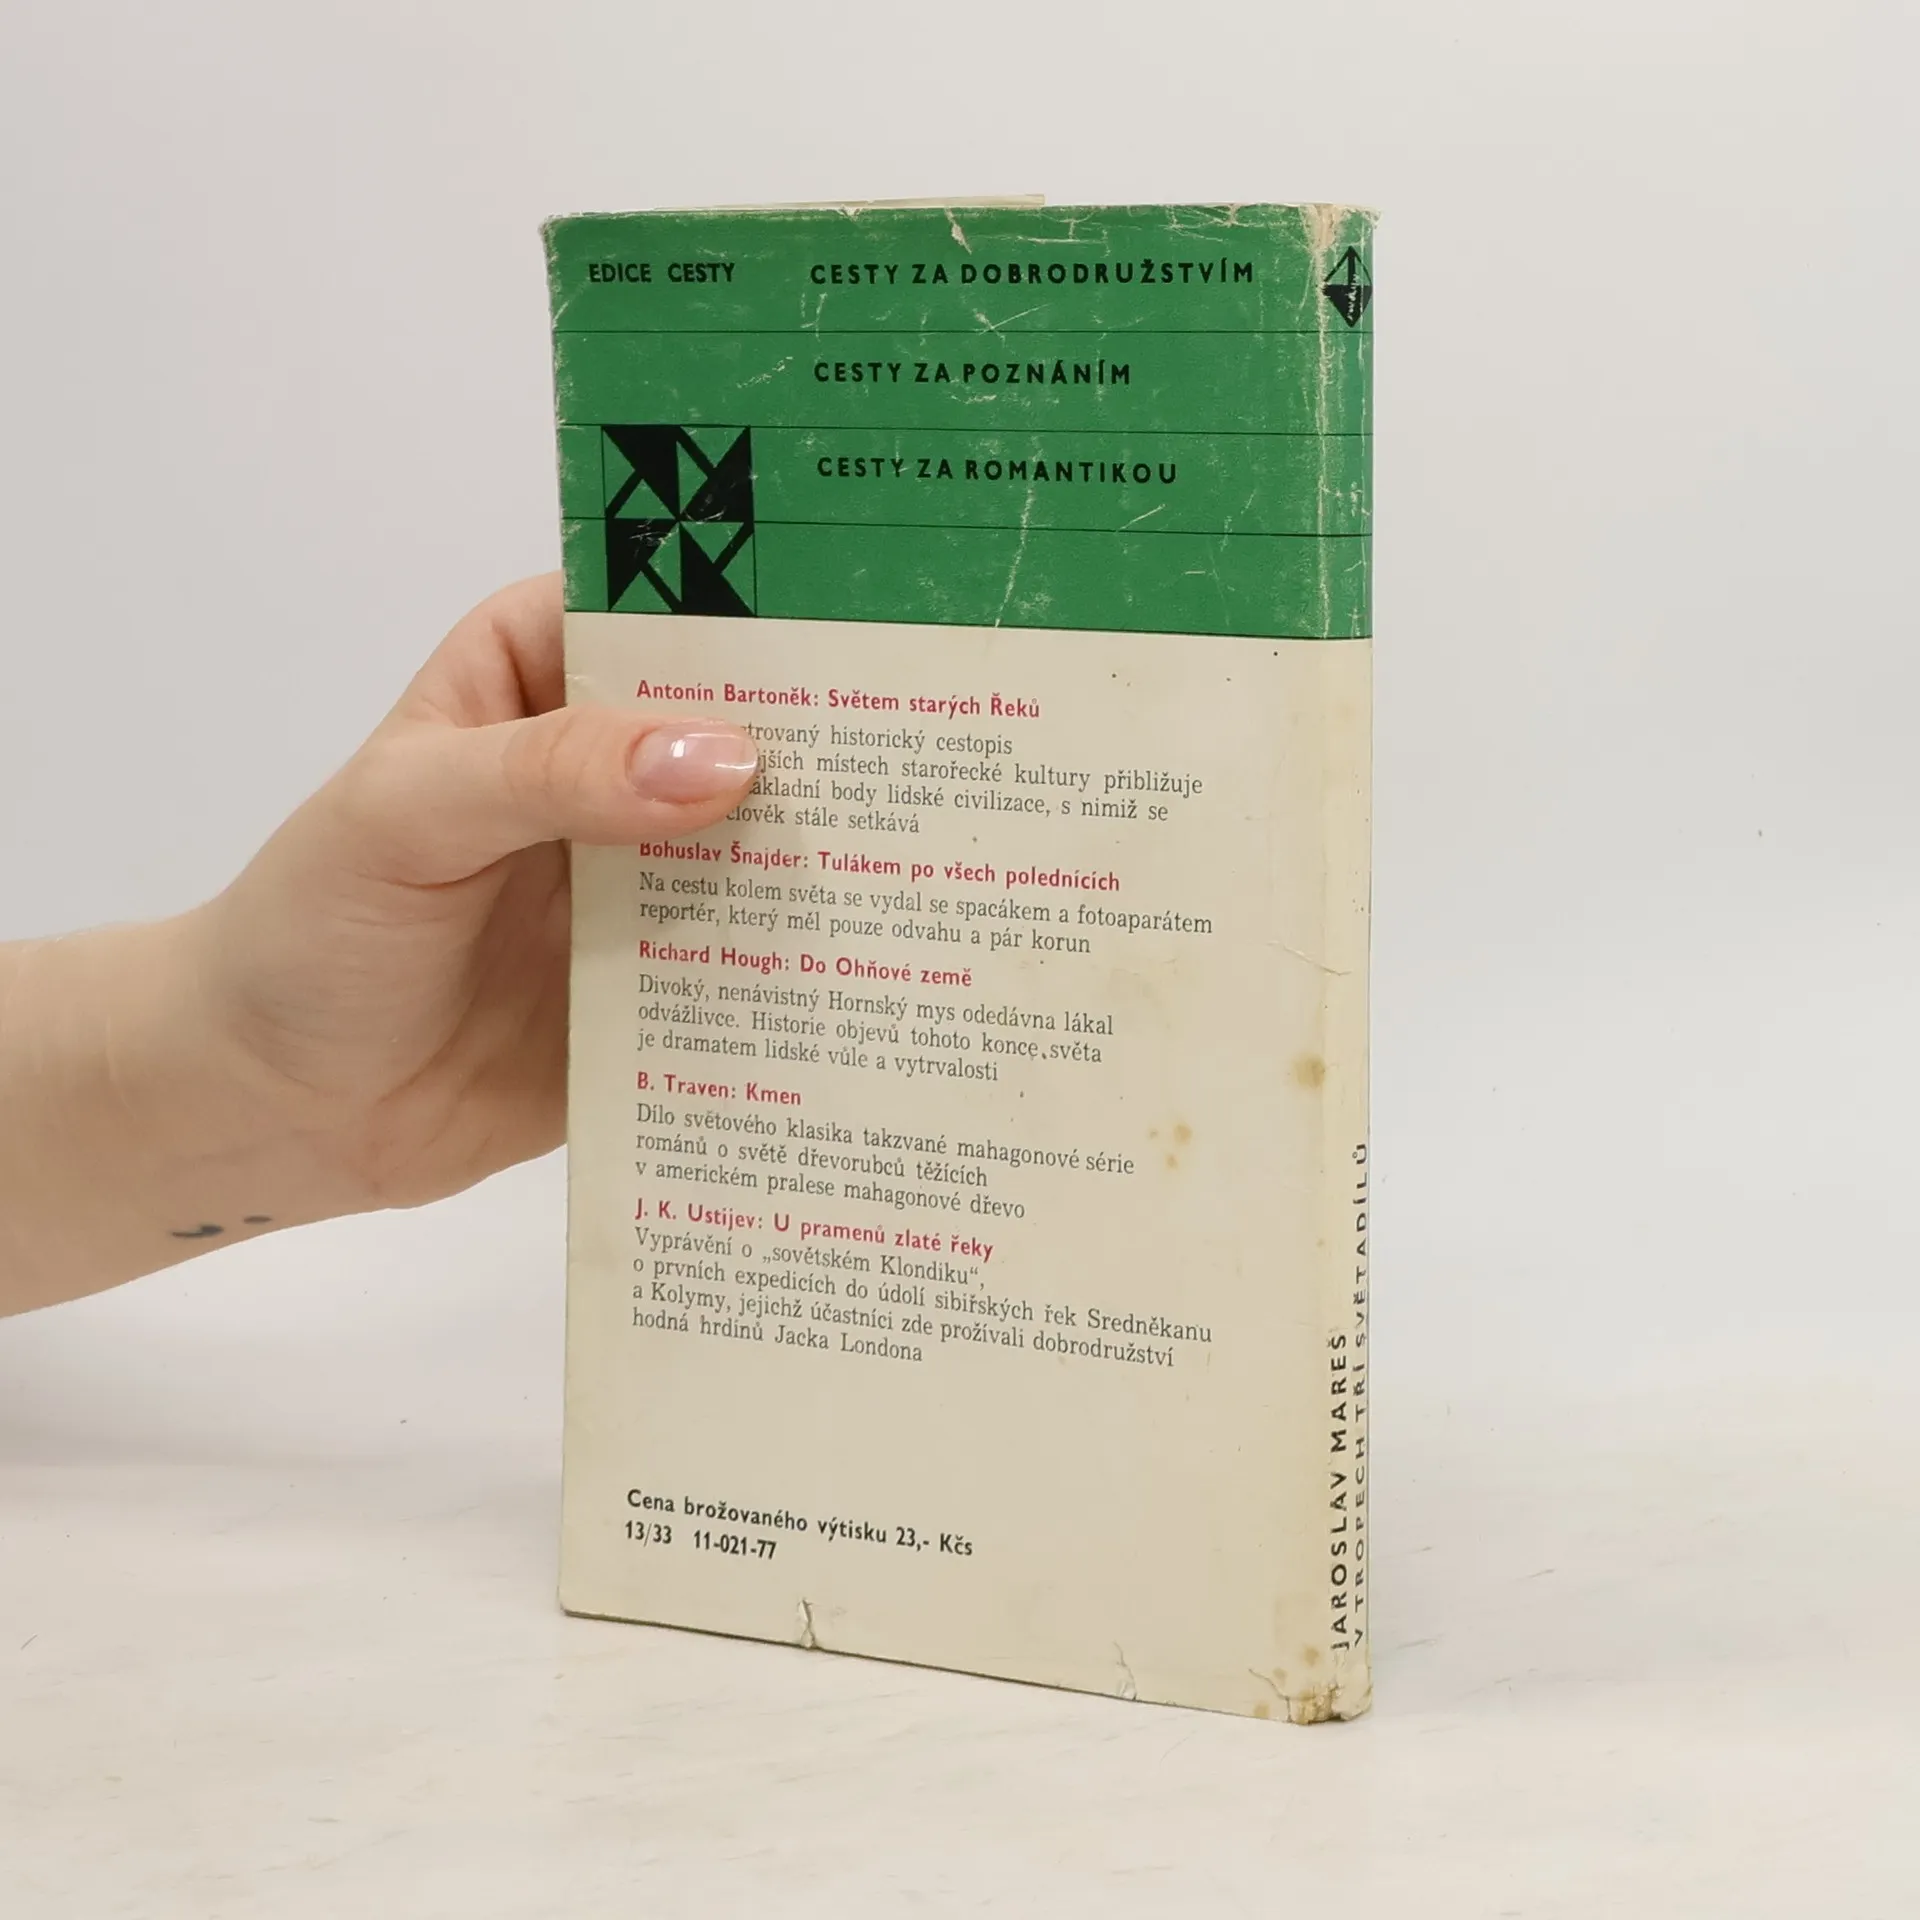 EDICE CESTY
CESTY ZA DOBRODRUŽSTVÍM
CESTY ZA POZNÁNÍM
CESTY ZA ROMANTIKOU
Antonín Bartoněk: Světem starých Řeků
historický cestopis
místech starořecké kultury přibližuje
body lidské civilizace, s nimiž se
člověk stále setkává
Bohuslav Šnajder: Tulákem po všech polednících
Na cestu kolem světa se vydal se spacákem a fotoaparátem
reportér, který měl pouze odvahu a pár korun
Richard Hough: Do Ohňové země
Divoký, nenávistný Hornský mys odedávna lákal
odvážlivce. Historie objevů tohoto konce světa
je dramatem lidské vůle a vytrvalosti
B. Traven: Kmen
Dílo světového klasika takzvané mahagonové série
románů o světě dřevorubců těžících
v americkém pralese mahagonové dřevo
J. K. Ustijev: U pramenů zlaté řeky
Vyprávění o „sovětském Klondiku“,
o prvních expedicích do údolí sibiřských řek Sredněkanu
a Kolymy, jejichž účastníci zde prožívali dobrodružství
hodná hrdinů Jacka Londona
Cena brožovaného výtisku 23,- Kčs
13/33 11-021-77
JAROSLAV MAREŠ
V TROPECH TŘÍ SVĚTADÍLŮ